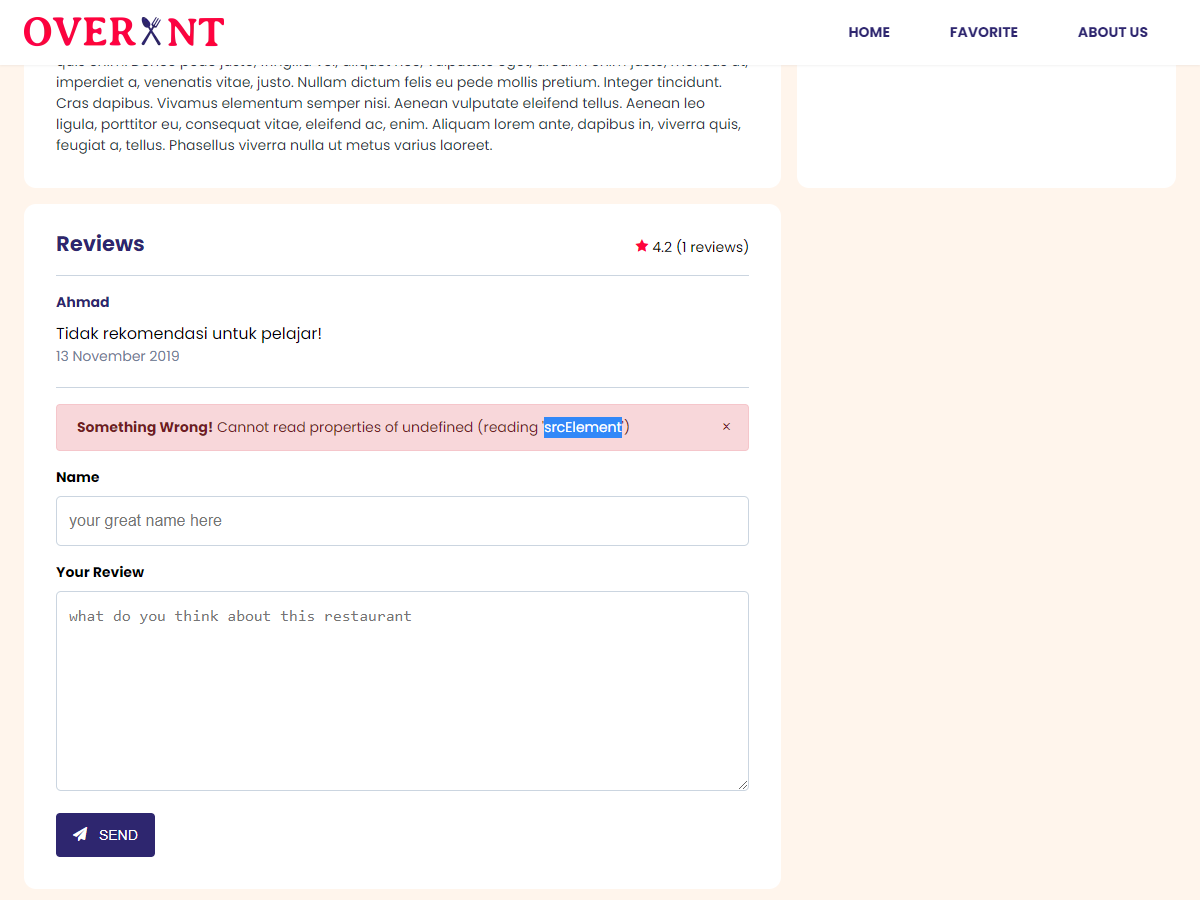 OVERANT
HOME
FAVORITE
ABOUT US
imperdiet a, venenatis vitae, justo. Nullam dictum felis eu pede mollis pretium. Integer tincidunt.
Cras dapibus. Vivamus elementum semper nisi. Aenean vulputate eleifend tellus. Aenean leo
ligula, porttitor eu, consequat vitae, eleifend ac, enim. Aliquam lorem ante, dapibus in, viverra quis,
feugiat a, tellus. Phasellus viverra nulla ut metus varius laoreet.
Reviews
4.2 (1 reviews)
Ahmad
Tidak rekomendasi untuk pelajar!
13 November 2019
Something Wrong! Cannot read properties of undefined (reading 'srcElement') ×
Name
your great name here
Your Review
what do you think about this restaurant
SEND